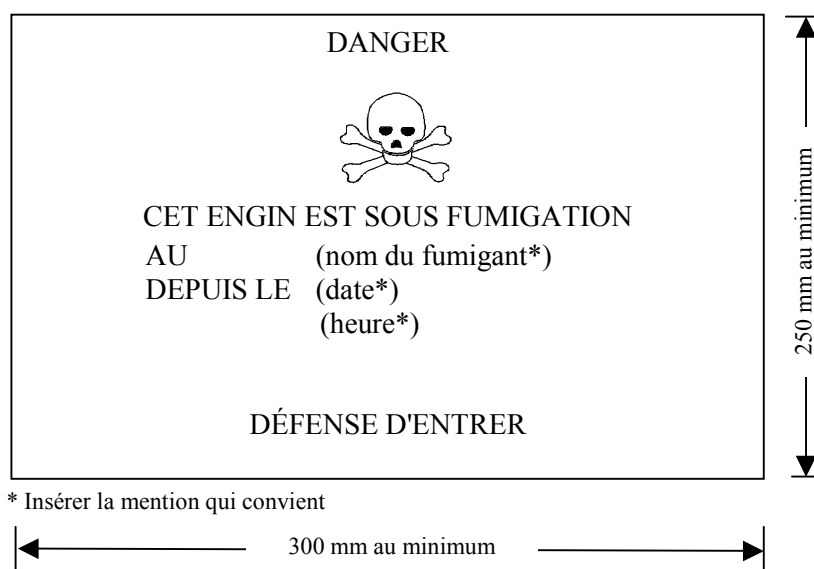 DANGER
CET ENGIN EST SOUS FUMIGATION
AU (nom du fumigant*)
DEPUIS LE (date*)
(heure*)
DÉFENSE D'ENTRER
250 mm au minimum
* Insérer la mention qui convient
300 mm au minimum